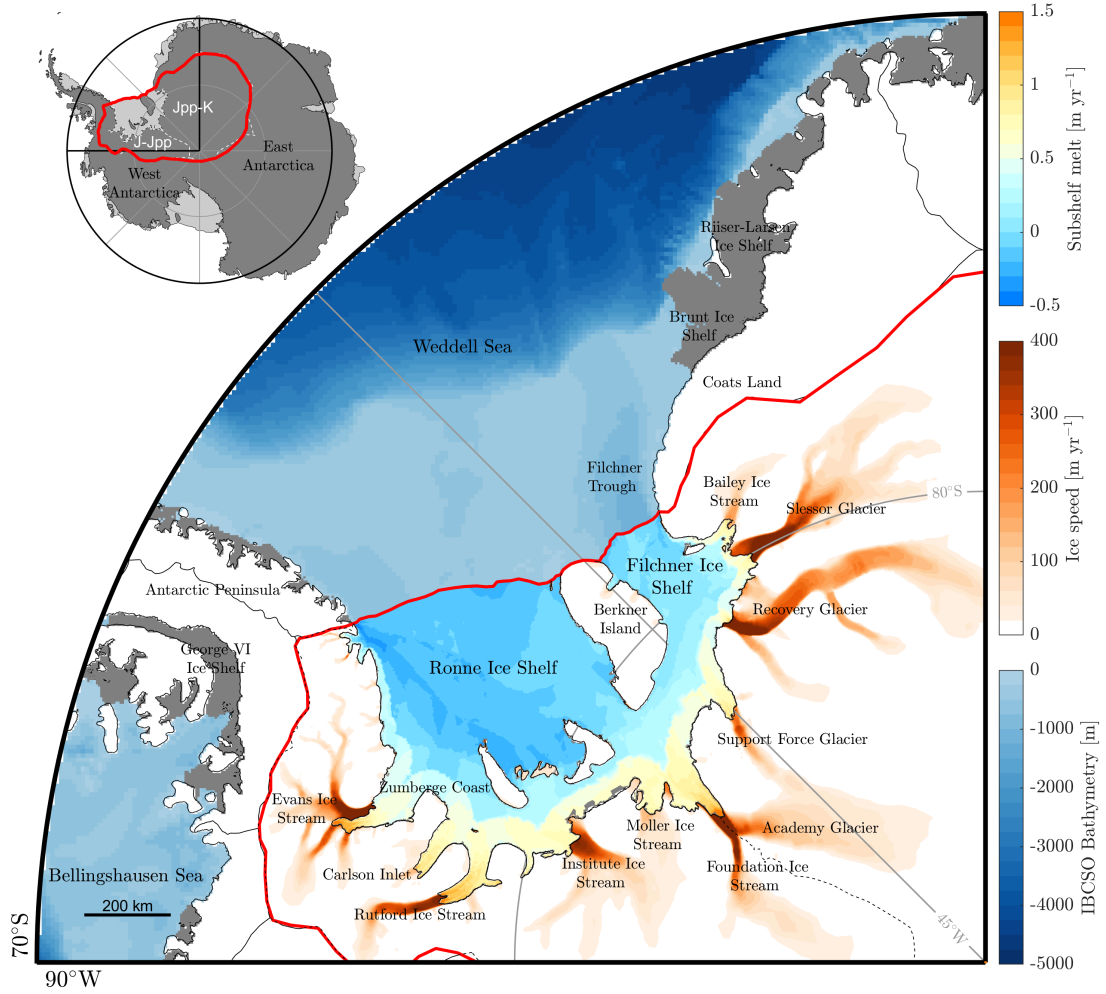 Jpp-K
J-Jpp
East
Antarctica
West
Antarctica
Riiser-Larsen
Ice Shelf
Brunt Ice
Shelf
Weddell Sea
Coats Land
Filchner
Trough
Bailey Ice
Stream
Slessor Glacier
80°S
Filchner Ice
Shelf
Antarctic Peninsula
Berkner
Island
Recovery Glacier
George VI
Ice Shelf
Ronne Ice Shelf
Support Force Glacier
Zumberge Coast
Evans Ice
Stream
Moller Ice
Stream
Academy Glacier
Carlson Inlet
Institute Ice
Stream
Foundation Ice
Stream
Bellingshausen Sea
200 km
Rutford Ice Stream
45°W
70°S
90°W
1.5
1
0.5
0
-0.5
Subshelf melt [m yr⁻¹]
400
300
200
100
0
Ice speed [m yr⁻¹]
0
-1000
-2000
-3000
-4000
-5000
IBCSO Bathymetry [m]